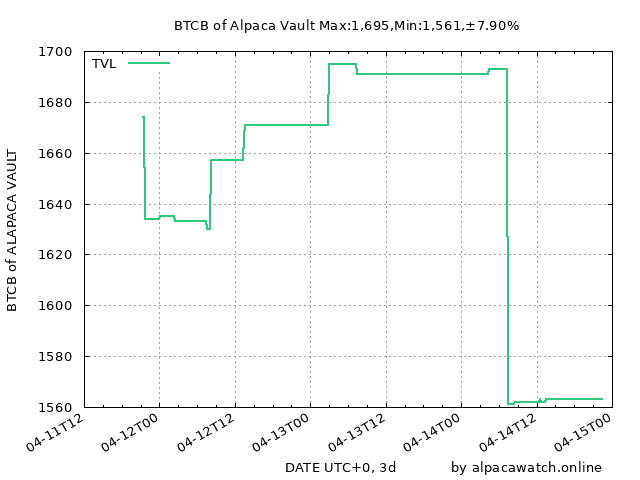 BTCB of Alpaca Vault Max:1,695,Min:1,561,±7.90%
TVL
1700
1680
1660
1640
1620
1600
1580
1560
BTCB of ALAPACA VAULT
04-11T12
04-12T00
04-12T12
04-13T00
04-13T12
04-14T00
04-14T12
04-15T00
DATE UTC+0, 3d
by alpacawatch.online